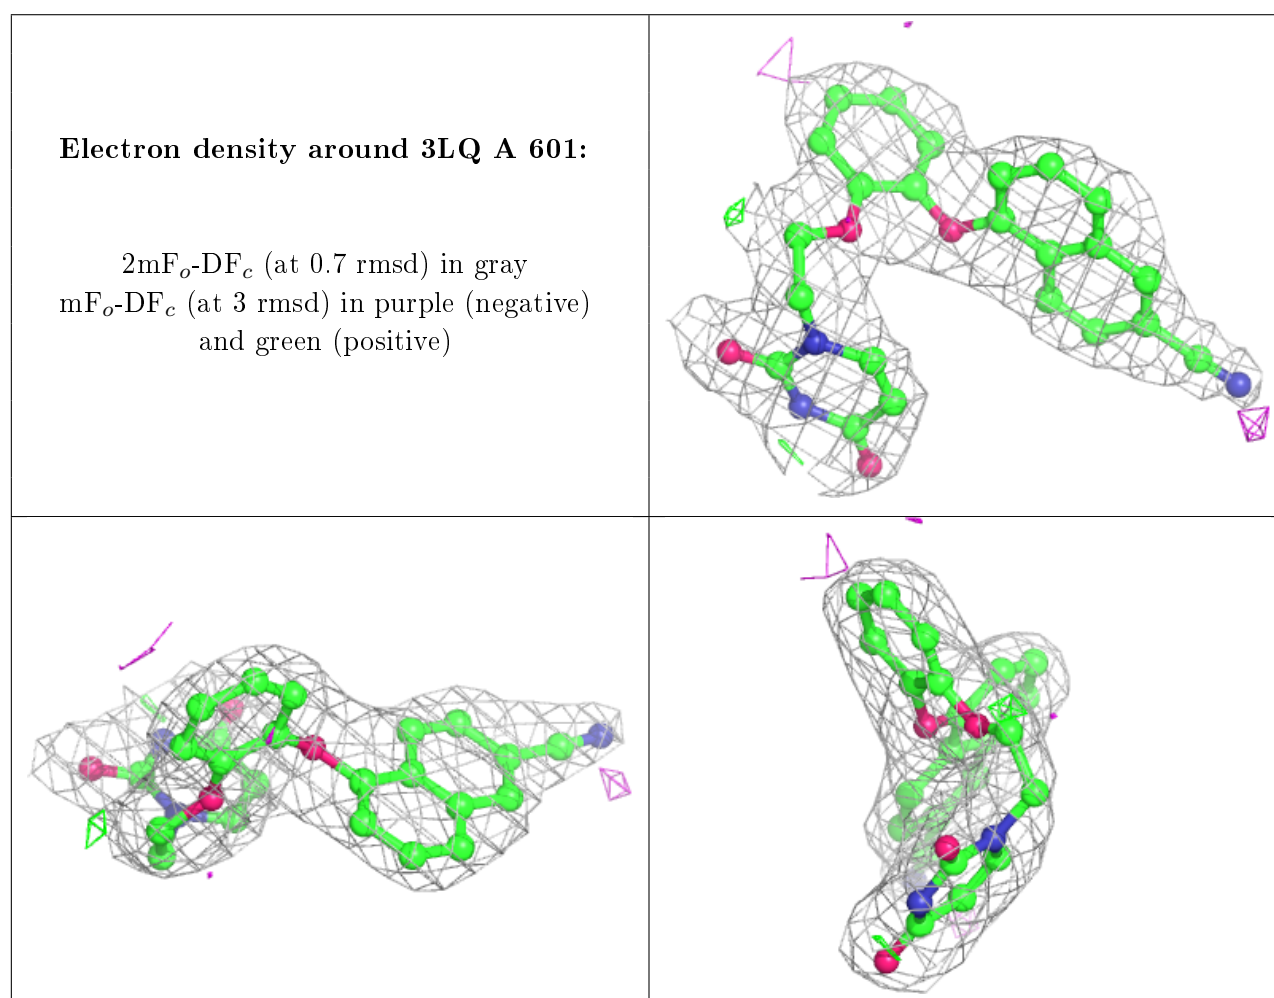 Electron density around 3LQ A 601:
2mFo-DFc (at 0.7 rmsd) in gray
mFo-DFc (at 3 rmsd) in purple (negative)
and green (positive)